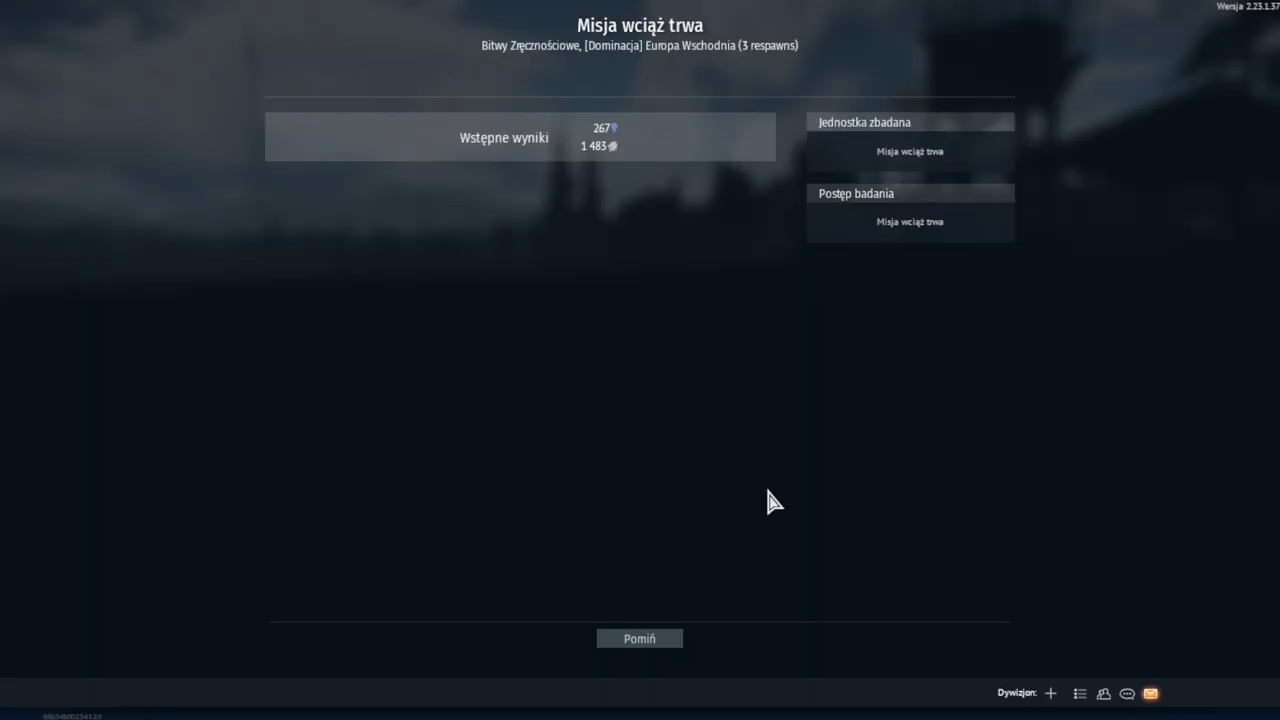 Wersja 2.23.1.37
Misja wciąż trwa
Bitwy Zręcznościowe, [Dominacja] Europa Wschodnia (3 respawns)
Wstępne wyniki
267
1 483
Jednostka zbadana
Misja wciąż trwa
Postęp badania
Misja wciąż trwa
Pomiń
Dywizjon: